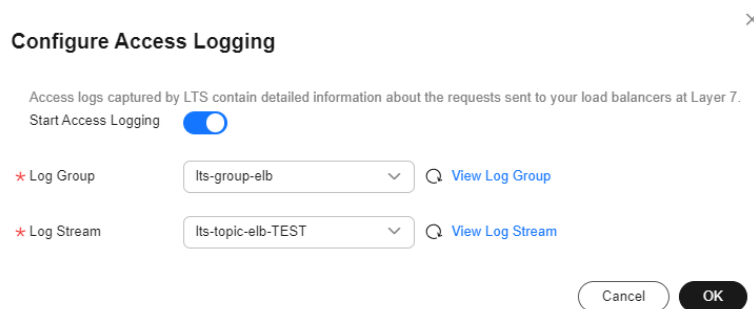 Configure Access Logging
Access logs captured by LTS contain detailed information about the requests sent to your load balancers at Layer 7.
Start Access Logging
* Log Group lts-group-elb View Log Group
* Log Stream lts-topic-elb-TEST View Log Stream
Cancel OK